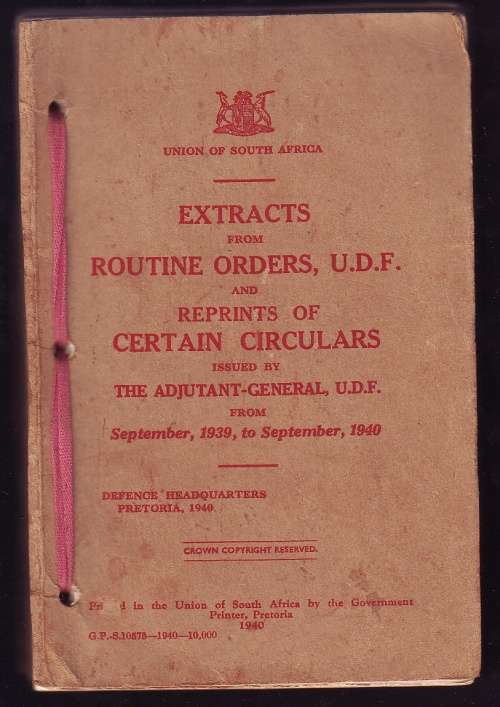 UNION OF SOUTH AFRICA
EXTRACTS
FROM
ROUTINE ORDERS, U.D.F.
AND
REPRINTS OF
CERTAIN CIRCULARS
ISSUED BY
THE ADJUTANT-GENERAL, U.D.F.
FROM
September, 1939, to September, 1940
DEFENCE HEADQUARTERS
PRETORIA, 1940
CROWN COPYRIGHT RESERVED.
Printed in the Union of South Africa by the Government
Printer, Pretoria
1940
G.P.-S.10878—1940—10,000